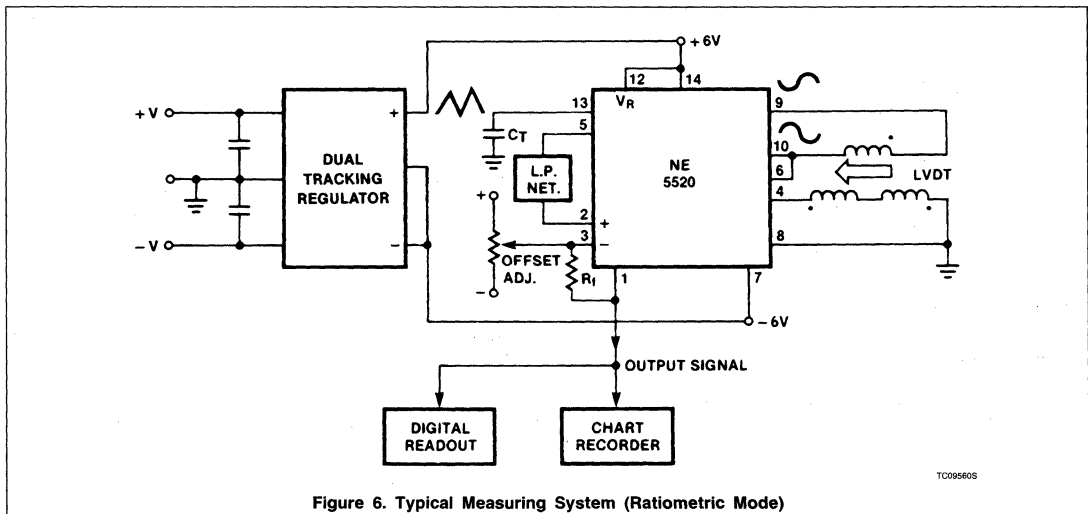 +6V
12
14
VR
+V
+
13
CT
5
9
DUAL
TRACKING
REGULATOR
L.P.
NET.
NE
5520
10
6
LVDT
4
+
2
+
3
−
8
−V
−
OFFSET
ADJ.
Rf
−
1
7
−6V
OUTPUT SIGNAL
DIGITAL
READOUT
CHART
RECORDER
TC09560S
Figure 6. Typical Measuring System (Ratiometric Mode)